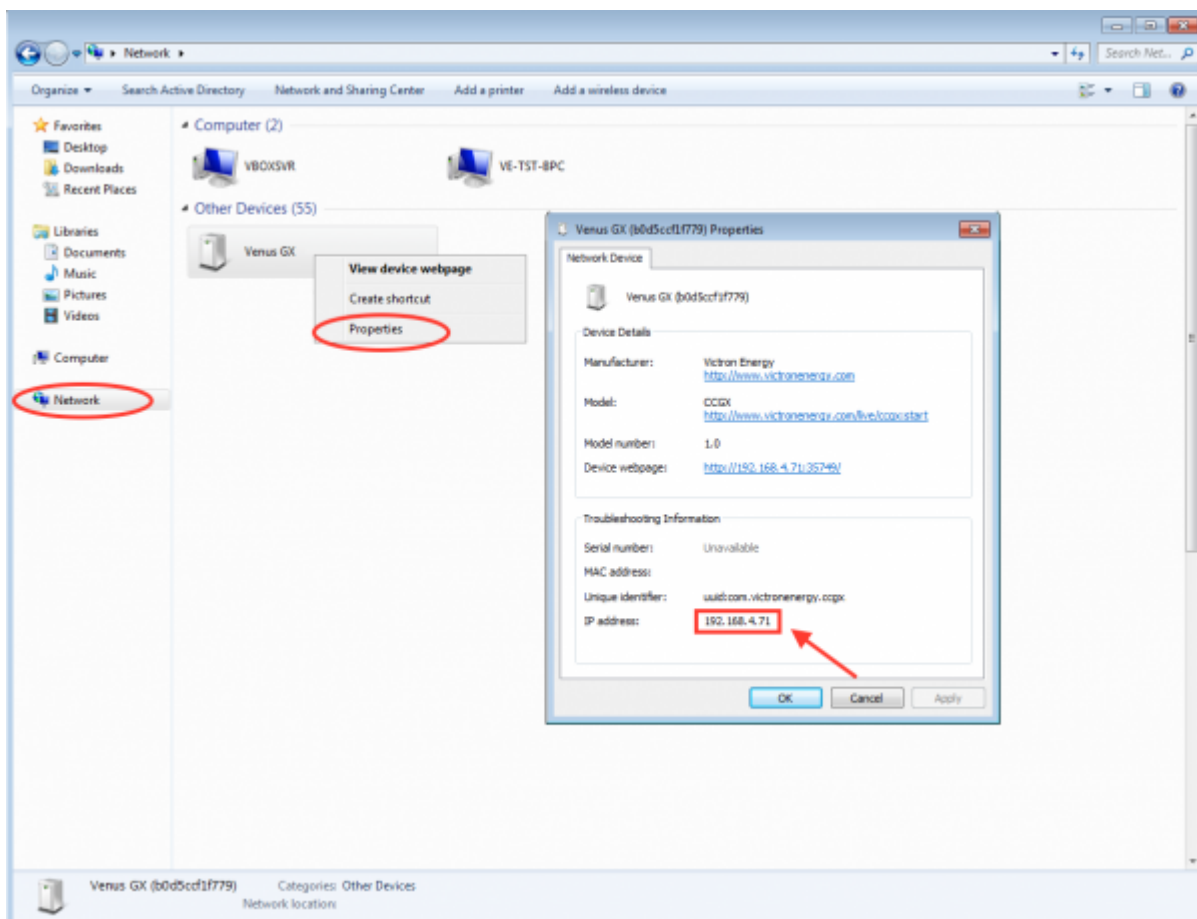 Network
Search Net...
Organize
Search Active Directory
Network and Sharing Center
Add a printer
Add a wireless device
Favorites
Desktop
Downloads
Recent Places
Libraries
Documents
Music
Pictures
Videos
Computer
Network
Computer (2)
VBOXSVR
VE-TST-8PC
Other Devices (55)
Venus GX
View device webpage
Create shortcut
Properties
Venus GX (b0d5ccf1f779) Properties
Network Device
Venus GX (b0d5ccf1f779)
Device Details
Manufacturer: Victron Energy
http://www.victronenergy.com
Model: CCGX
http://www.victronenergy.com/live/ccgx:start
Model number: 1.0
Device webpage: http://192.168.4.71:35749/
Troubleshooting Information
Serial number: Unavailable
MAC address:
Unique identifier: uuid:com.victronenergy.ccgx
IP address: 192.168.4.71
OK Cancel Apply
Venus GX (b0d5ccf1f779) Categories: Other Devices
Network location: